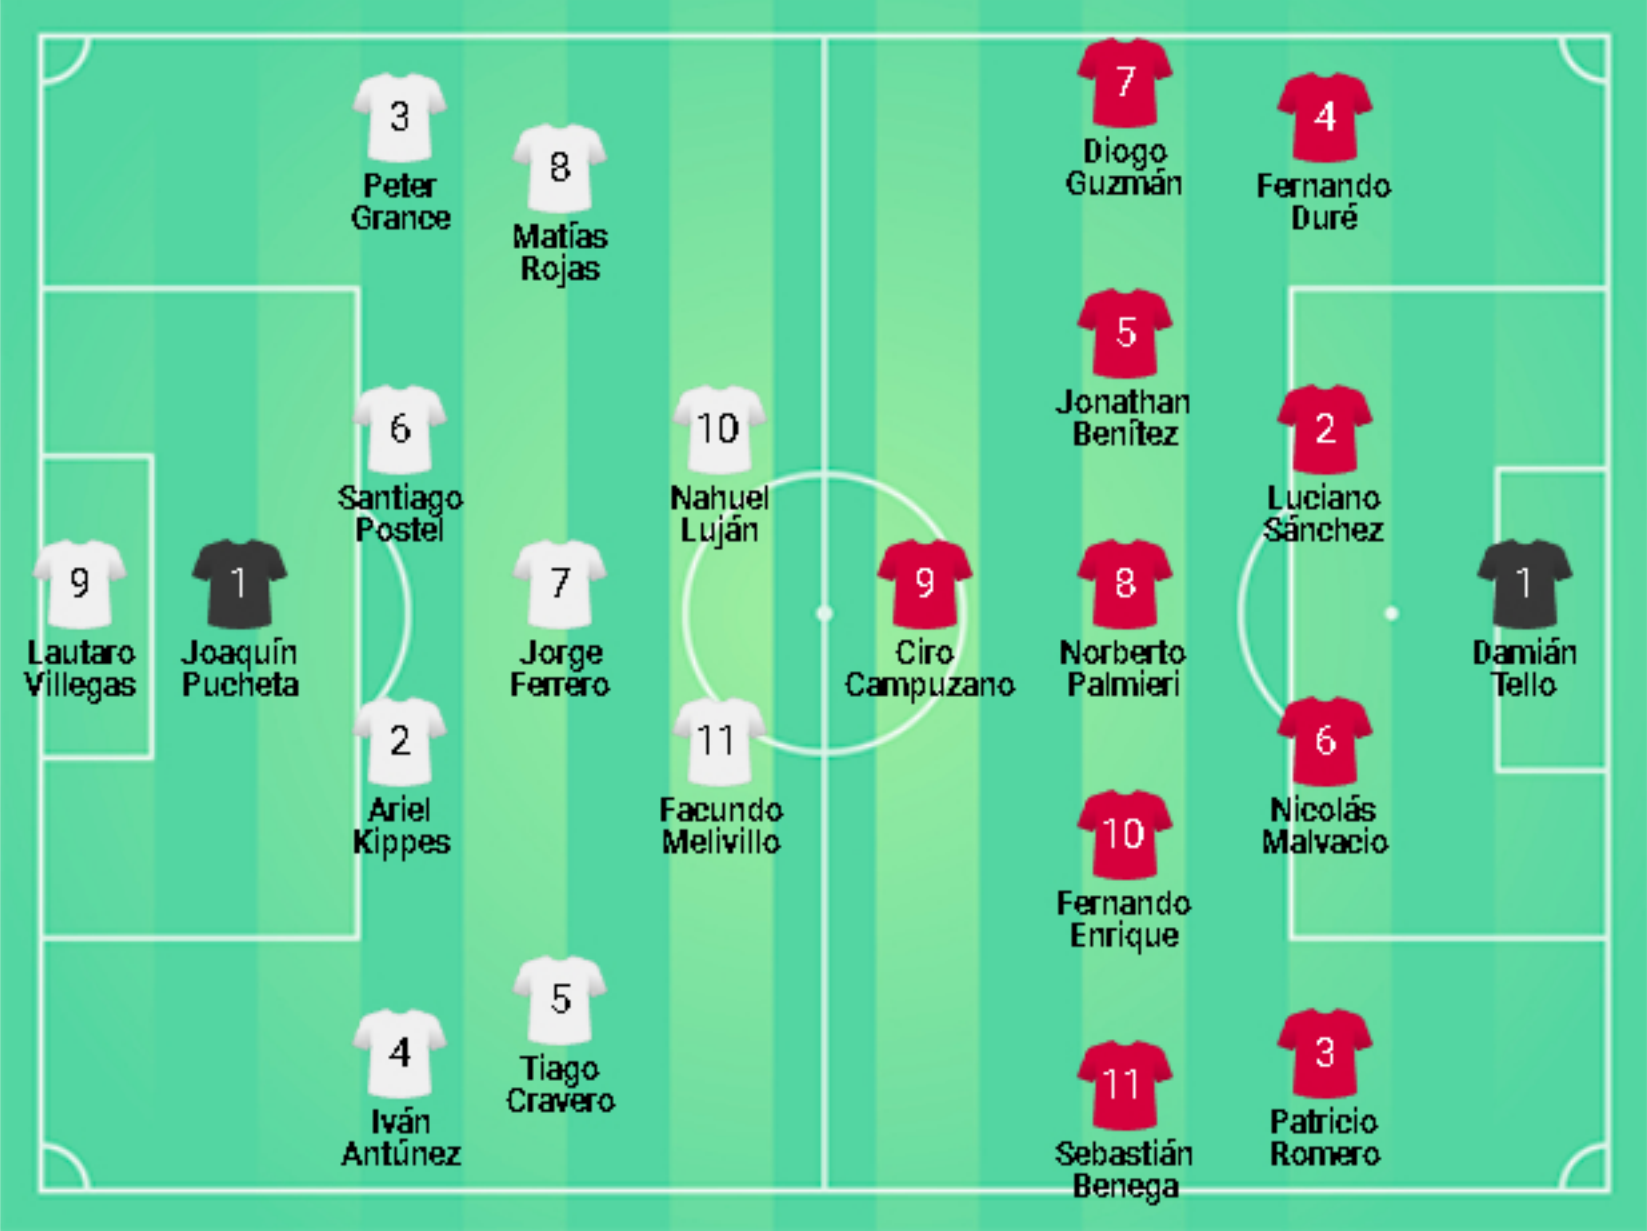 9
Lautaro
Villegas
1
Joaquín
Pucheta
3
Peter
Grance
6
Santiago
Postel
2
Ariel
Kippes
4
Iván
Antúnez
8
Matías
Rojas
7
Jorge
Ferrero
5
Tiago
Cravero
10
Nahuel
Luján
11
Facundo
Melivillo
9
Ciro
Campuzano
7
Diogo
Guzmán
5
Jonathan
Benítez
8
Norberto
Palmieri
10
Fernando
Enrique
11
Sebastián
Benega
4
Fernando
Duré
2
Luciano
Sánchez
6
Nicolás
Malvacio
3
Patricio
Romero
1
Damián
Tello